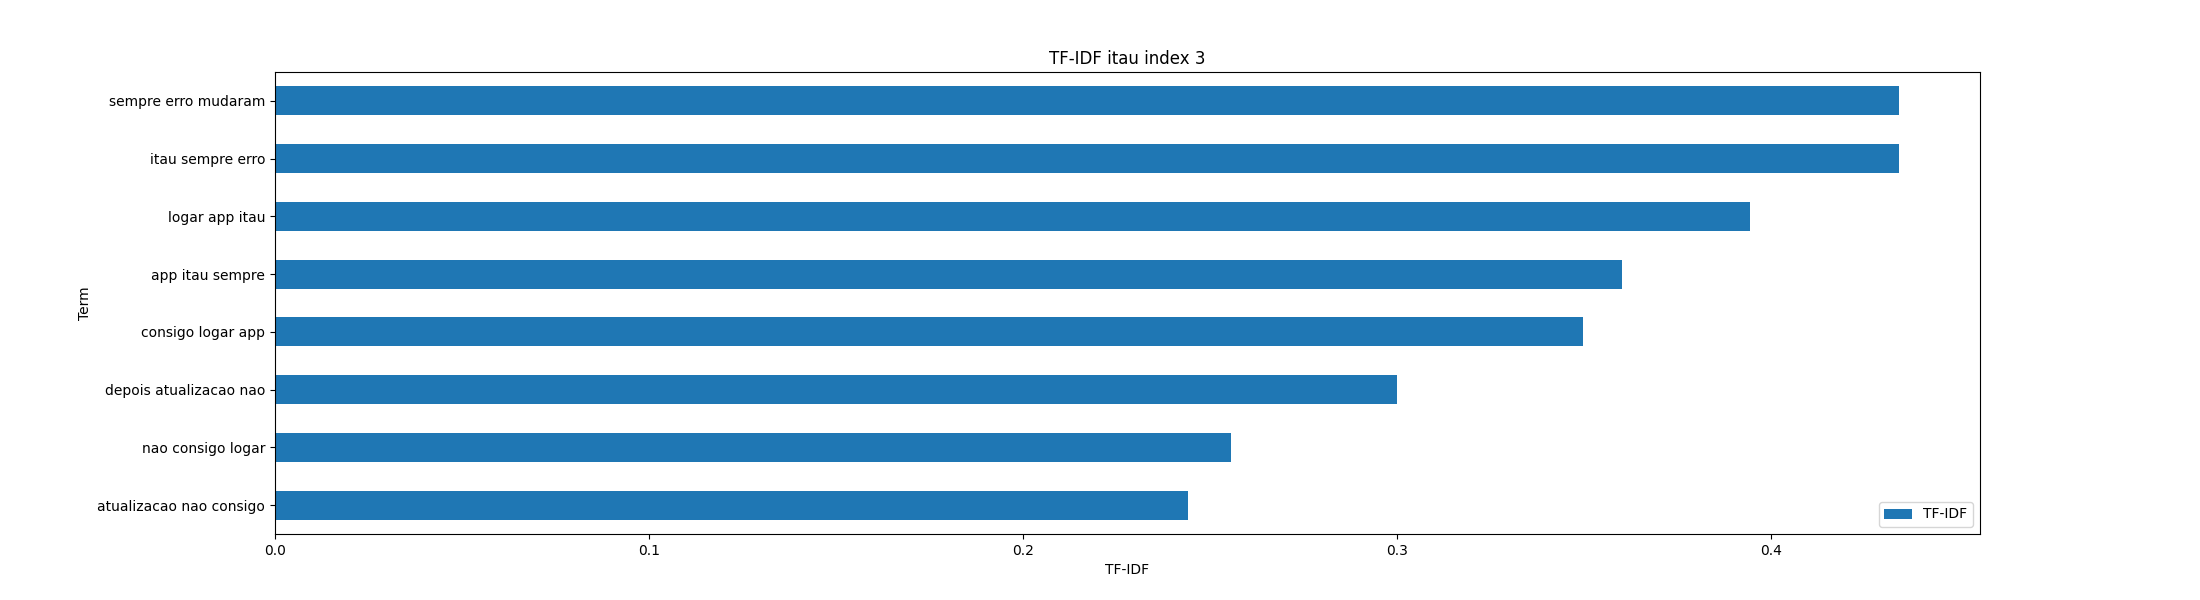 TF-IDF itau index 3
sempre erro mudaram
itau sempre erro
logar app itau
app itau sempre
consigo logar app
depois atualizacao nao
nao consigo logar
atualizacao nao consigo
Term
TF-IDF
0.0 0.1 0.2 0.3 0.4
TF-IDF